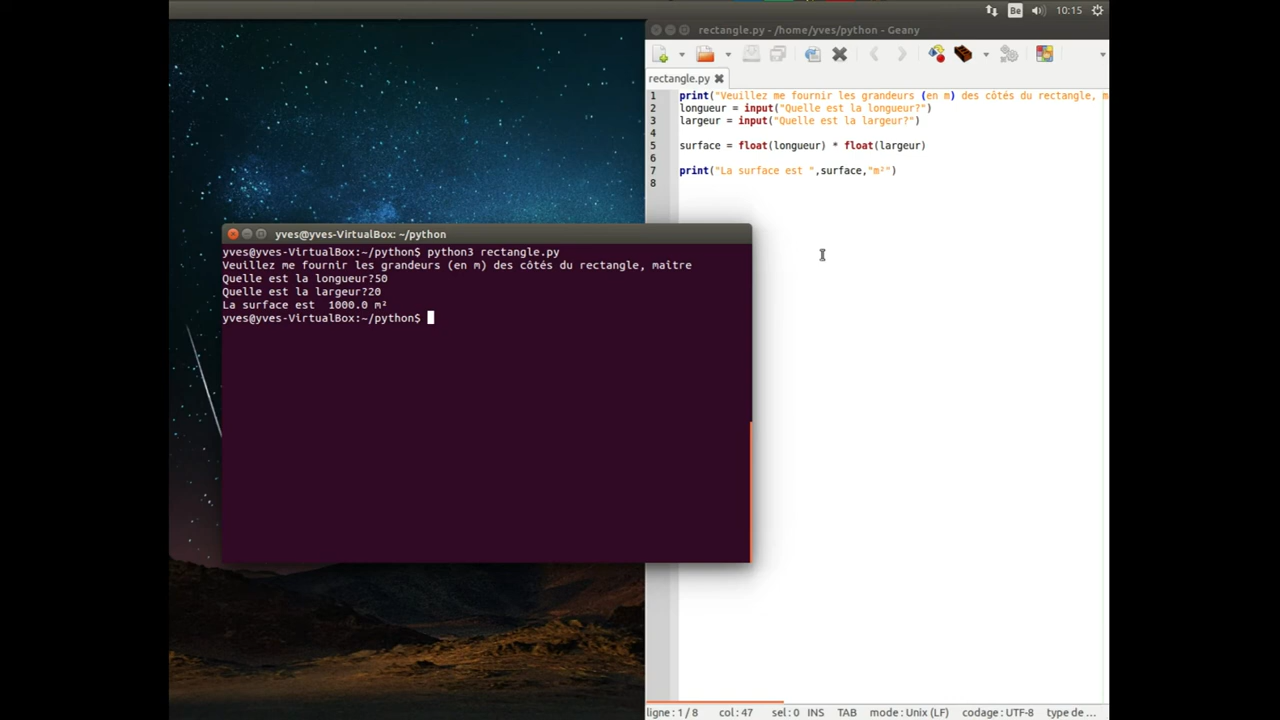 Be
10:15
rectangle.py - /home/yves/python - Geany
rectangle.py
1 print("Veuillez me fournir les grandeurs (en m) des côtés du rectangle, m
2 longueur = input("Quelle est la longueur?")
3 largeur = input("Quelle est la largeur?")
4
5 surface = float(longueur) * float(largeur)
6
7 print("La surface est ",surface,"m²")
8
yves@yves-VirtualBox: ~/python
yves@yves-VirtualBox:~/python$ python3 rectangle.py
Veuillez me fournir les grandeurs (en m) des côtés du rectangle, maître
Quelle est la longueur?50
Quelle est la largeur?20
La surface est  1000.0 m²
yves@yves-VirtualBox:~/python$
ligne : 1 / 8 col : 47 sel : 0 INS TAB mode : Unix (LF) codage : UTF-8 type de ...